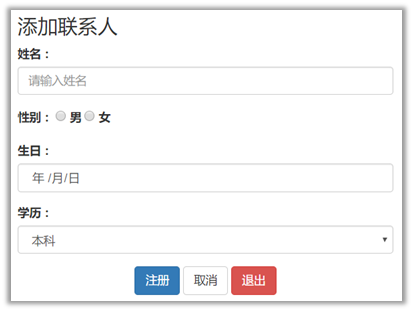 添加联系人
姓名：
请输入姓名
性别： 男 女
生日：
年 /月/日
学历：
本科
注册 取消 退出